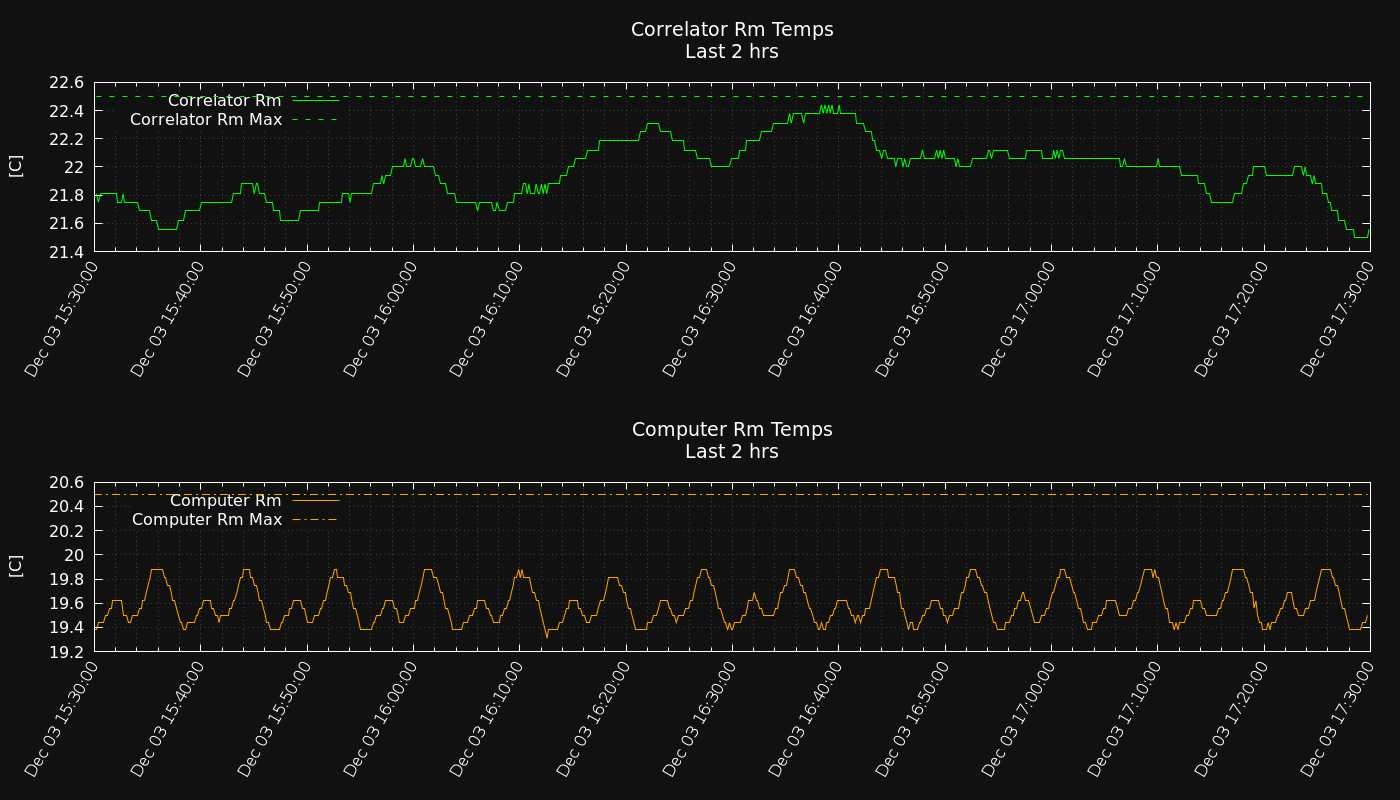 Correlator Rm Temps
Last 2 hrs
[C]
22.6
22.4
22.2
22
21.8
21.6
21.4
Correlator Rm
Correlator Rm Max
Dec 03 15:30:00
Dec 03 15:40:00
Dec 03 15:50:00
Dec 03 16:00:00
Dec 03 16:10:00
Dec 03 16:20:00
Dec 03 16:30:00
Dec 03 16:40:00
Dec 03 16:50:00
Dec 03 17:00:00
Dec 03 17:10:00
Dec 03 17:20:00
Dec 03 17:30:00
Computer Rm Temps
Last 2 hrs
[C]
20.6
20.4
20.2
20
19.8
19.6
19.4
19.2
Computer Rm
Computer Rm Max
Dec 03 15:30:00
Dec 03 15:40:00
Dec 03 15:50:00
Dec 03 16:00:00
Dec 03 16:10:00
Dec 03 16:20:00
Dec 03 16:30:00
Dec 03 16:40:00
Dec 03 16:50:00
Dec 03 17:00:00
Dec 03 17:10:00
Dec 03 17:20:00
Dec 03 17:30:00